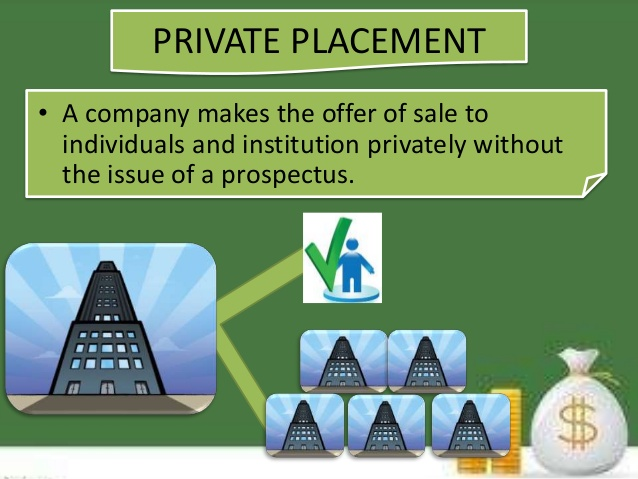 PRIVATE PLACEMENT
• A company makes the offer of sale to
individuals and institution privately without
the issue of a prospectus.
$